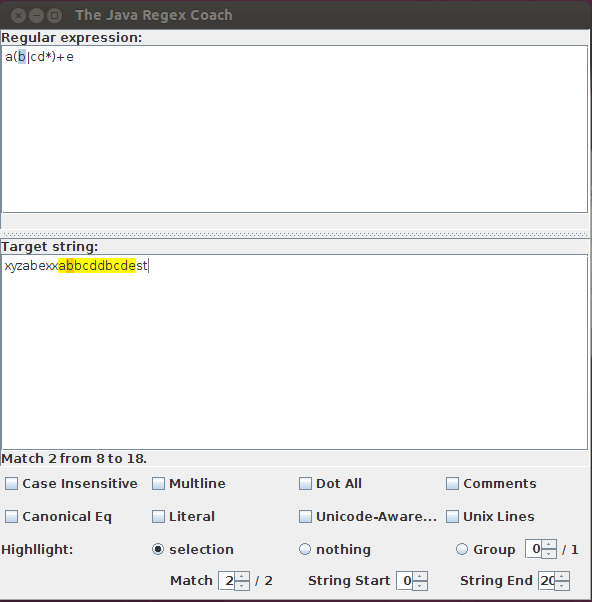 The Java Regex Coach
Regular expression:
a(b|cd*)+e
Target string:
xyzabexxabbcddbcdest
Match 2 from 8 to 18.
Case Insensitive Multline Dot All Comments
Canonical Eq Literal Unicode-Aware... Unix Lines
Highllight: selection nothing Group 0 / 1
Match 2 / 2 String Start 0 String End 20